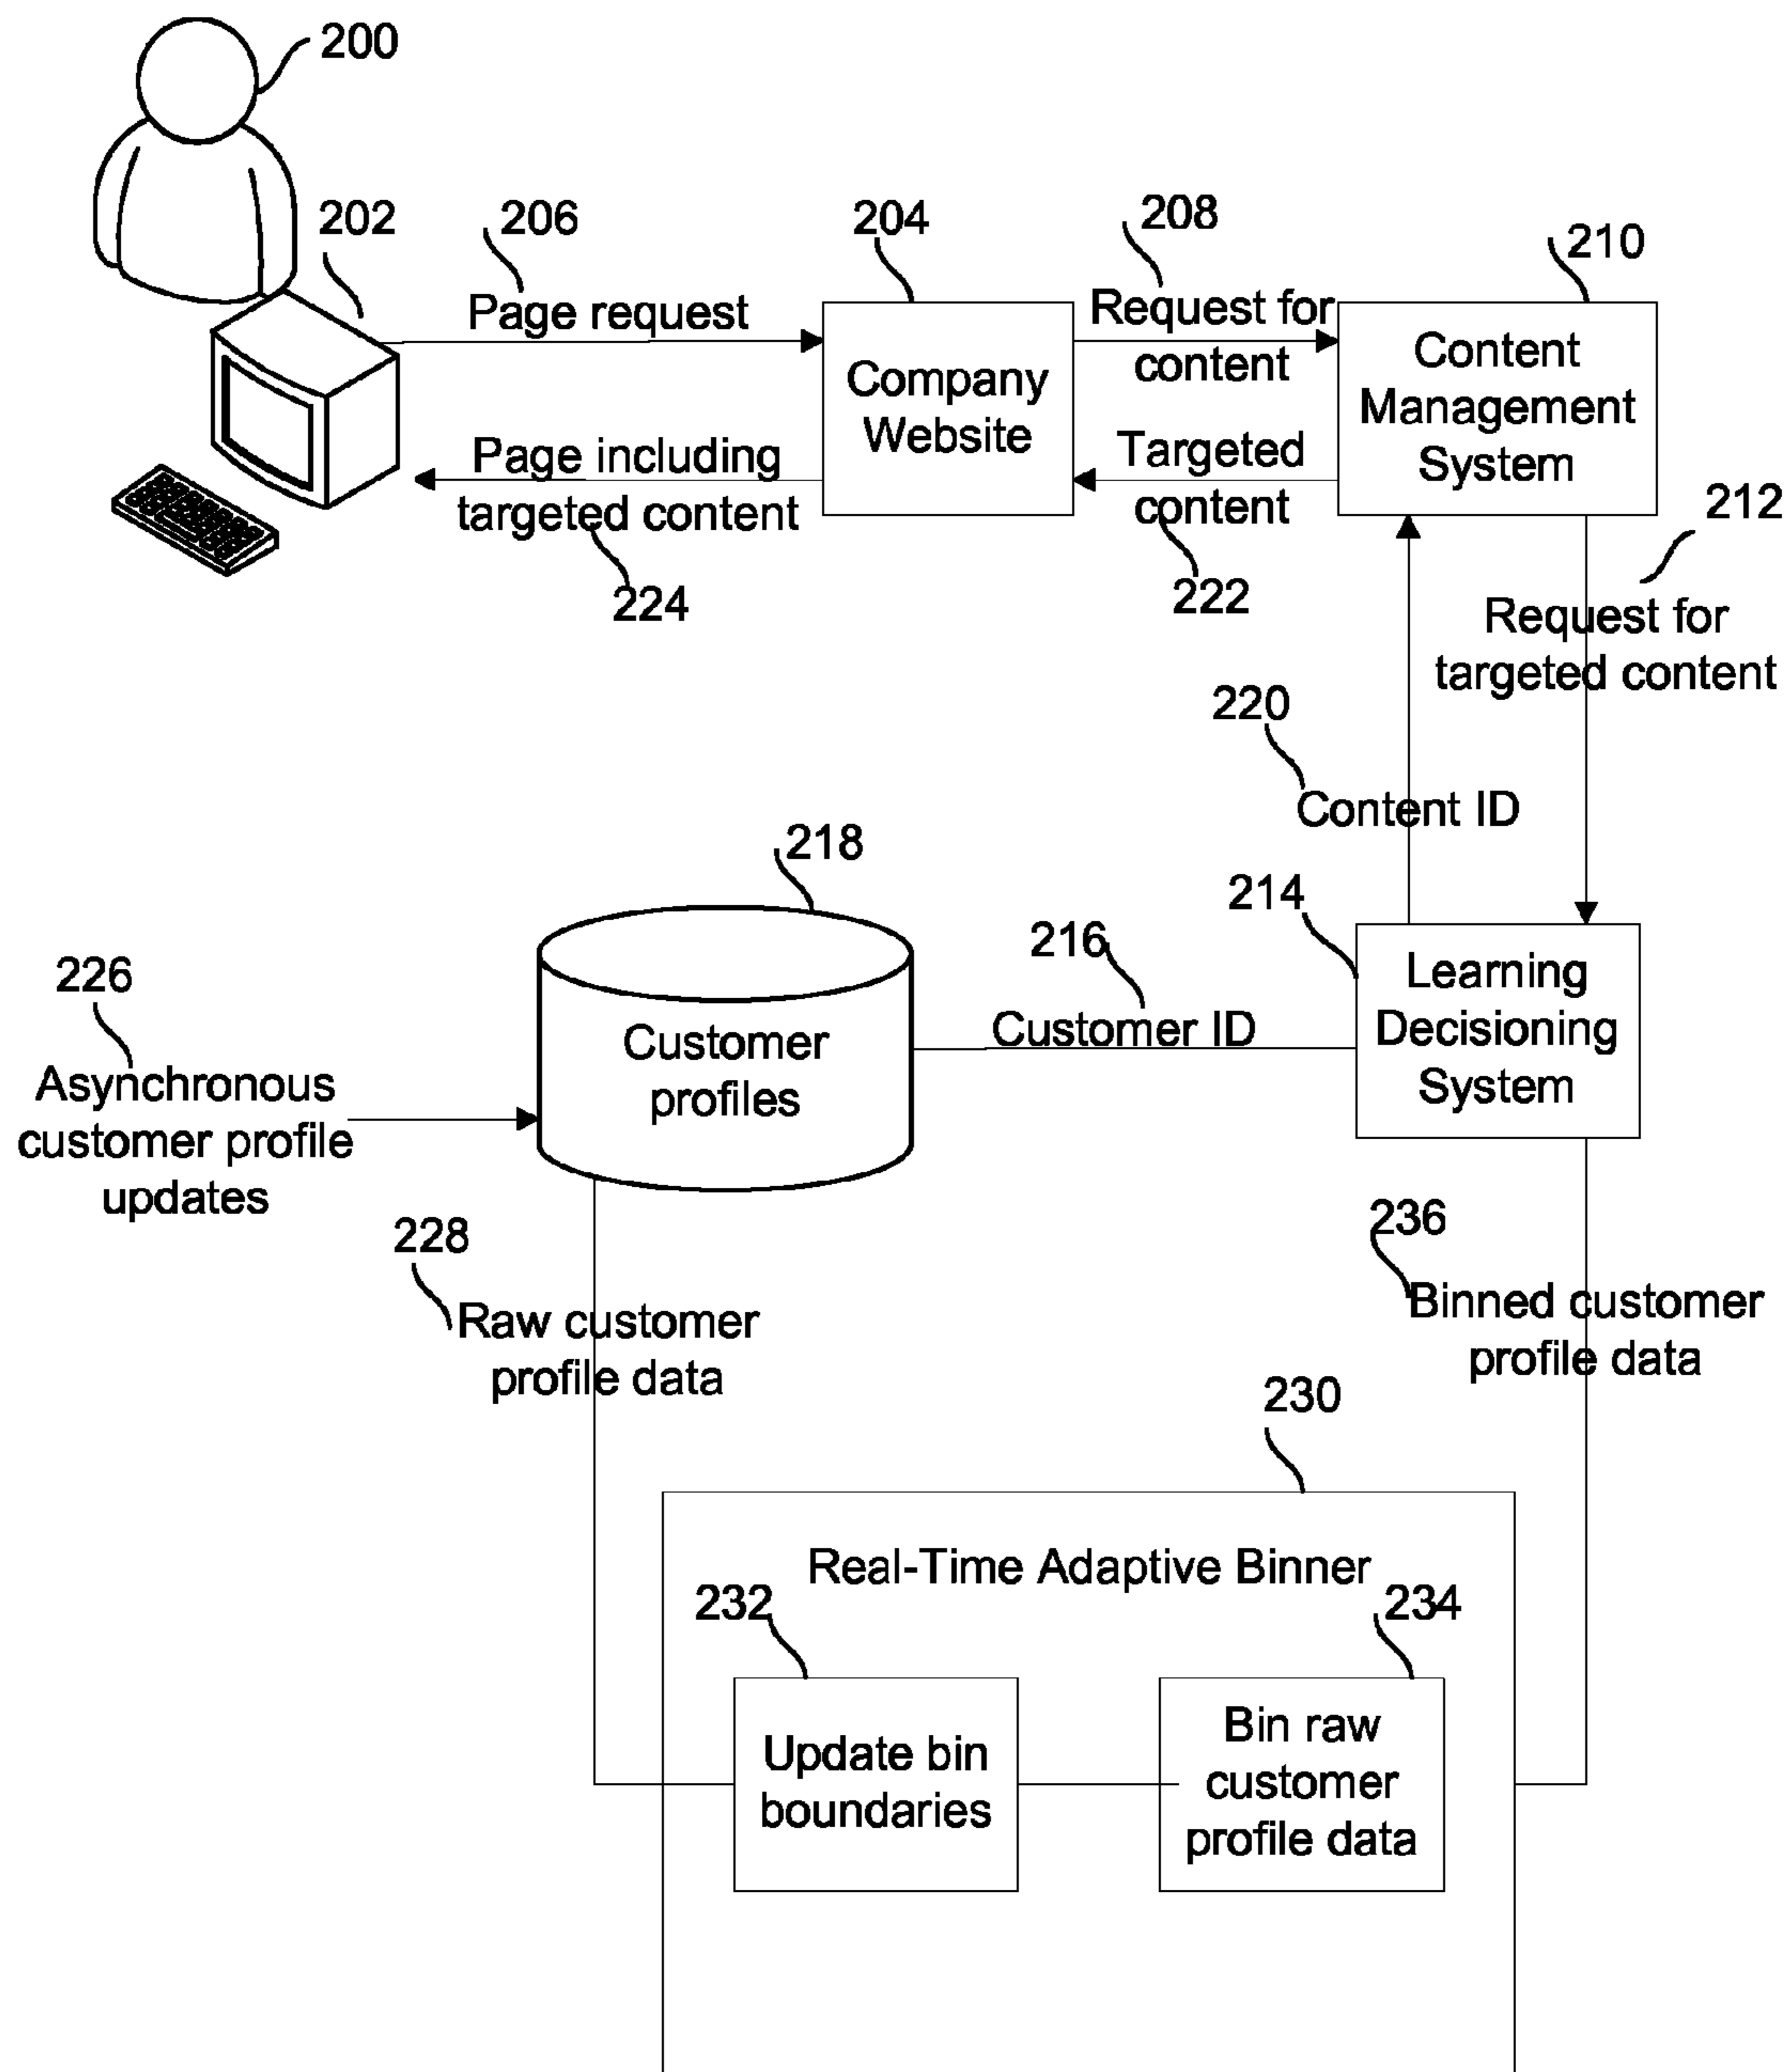 200
202
206
204
208
210
Page request
Request for
content
Company
Website
Content
Management
System
Page including
targeted content
Targeted
content
224
222
212
Request for
targeted content
220
Content ID
218
214
216
Customer ID
Learning
Decisioning
System
226
Asynchronous
customer profile
updates
Customer
profiles
228
Raw customer
profile data
236
Binned customer
profile data
230
Real-Time Adaptive Binner
232
234
Update bin
boundaries
Bin raw
customer
profile data